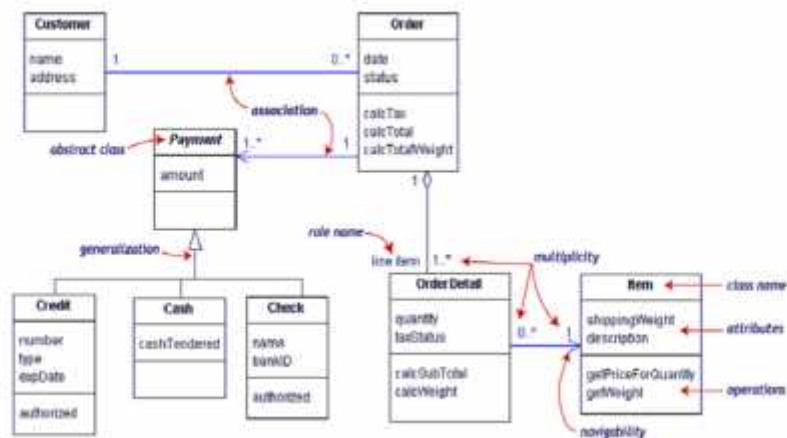 Customer
name
address
1
0..*
Order
date
status
calcTax
calcTotal
calcTotalWeight
association
abstract class
Payment
amount
1..*
1
1
generalization
role name
line item
1..*
multiplicity
Credit
number
type
expDate
authorized
Cash
cashTendered
Check
name
bankID
authorized
OrderDetail
quantity
taxStatus
calcSubTotal
calcWeight
0..*
1
Item
shippingWeight
description
getPriceForQuantity
getWeight
class name
attributes
operations
navigability